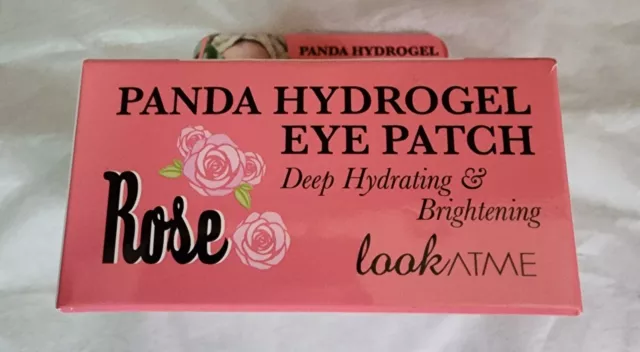 PANDA HYDROGEL
PANDA HYDROGEL
EYE PATCH
Deep Hydrating &
Brightening
Rose
lookATME